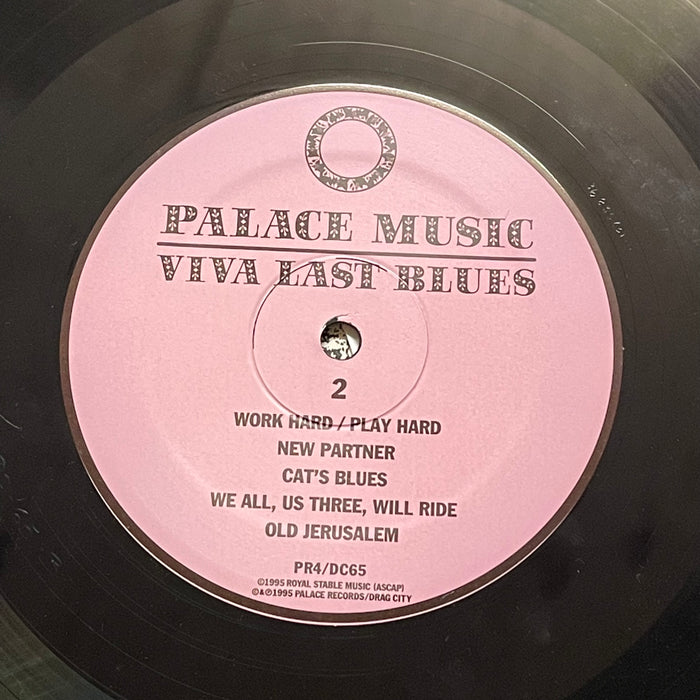 PALACE MUSIC
VIVA LAST BLUES
2
WORK HARD / PLAY HARD
NEW PARTNER
CAT'S BLUES
WE ALL, US THREE, WILL RIDE
OLD JERUSALEM
PR4/DC65
©1995 ROYAL STABLE MUSIC (ASCAP)
©&℗1995 PALACE RECORDS/DRAG CITY